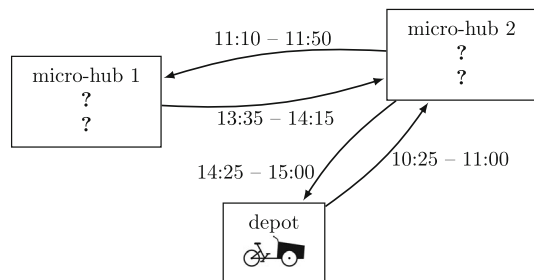 11:10 – 11:50
micro-hub 2
?
?
micro-hub 1
?
?
13:35 – 14:15
14:25 – 15:00
10:25 – 11:00
depot